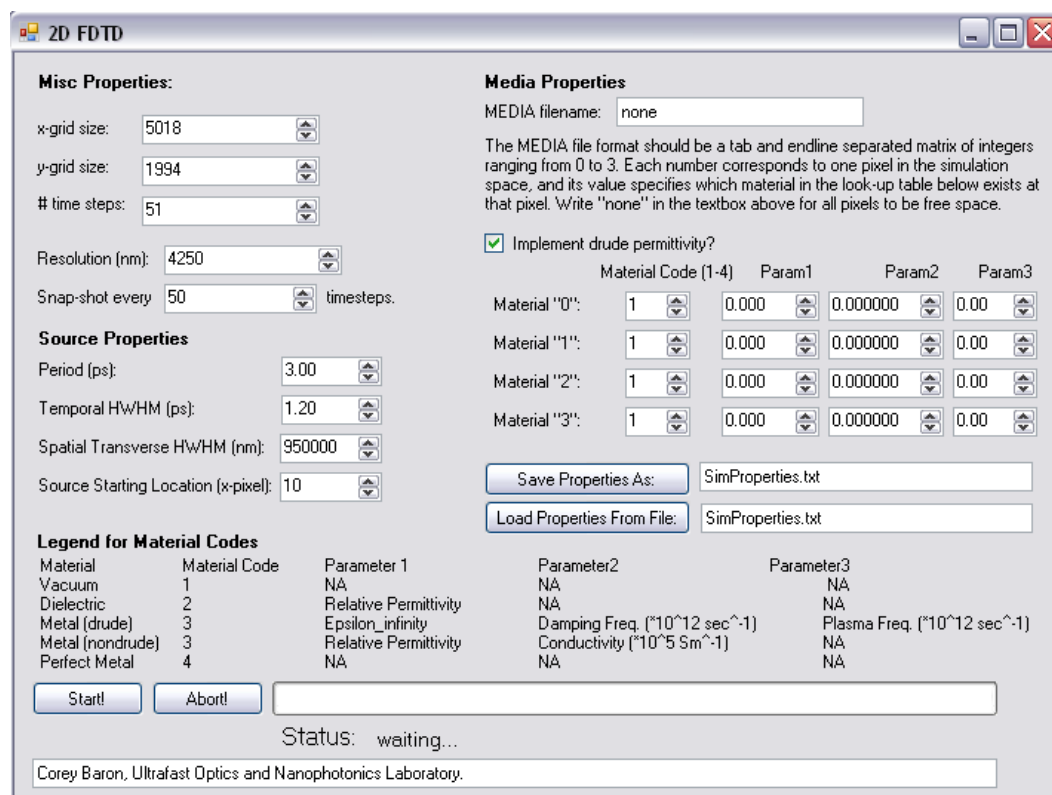 2D FDTD
Misc Properties:
x-grid size: 5018
y-grid size: 1994
# time steps: 51
Resolution (nm): 4250
Snap-shot every 50 timesteps.
Source Properties
Period (ps): 3.00
Temporal HWHM (ps): 1.20
Spatial Transverse HWHM (nm): 950000
Source Starting Location (x-pixel): 10
Media Properties
MEDIA filename: none
The MEDIA file format should be a tab and endline separated matrix of integers
ranging from 0 to 3. Each number corresponds to one pixel in the simulation
space, and its value specifies which material in the look-up table below exists at
that pixel. Write "none" in the textbox above for all pixels to be free space.
Implement drude permittivity?
Material Code (1-4) Param1 Param2 Param3
Material "0": 1 0.000 0.000000 0.00
Material "1": 1 0.000 0.000000 0.00
Material "2": 1 0.000 0.000000 0.00
Material "3": 1 0.000 0.000000 0.00
Save Properties As: SimProperties.txt
Load Properties From File: SimProperties.txt
Legend for Material Codes
Material Material Code Parameter 1 Parameter2 Parameter3
Vacuum 1 NA NA NA
Dielectric 2 Relative Permittivity NA NA
Metal (drude) 3 Epsilon_infinity Damping Freq. (*10^12 sec^-1) Plasma Freq. (*10^12 sec^-1)
Metal (nondrude) 3 Relative Permittivity Conductivity (*10^5 Sm^-1) NA
Perfect Metal 4 NA NA NA
Start! Abort!
Status: waiting...
Corey Baron, Ultrafast Optics and Nanophotonics Laboratory.